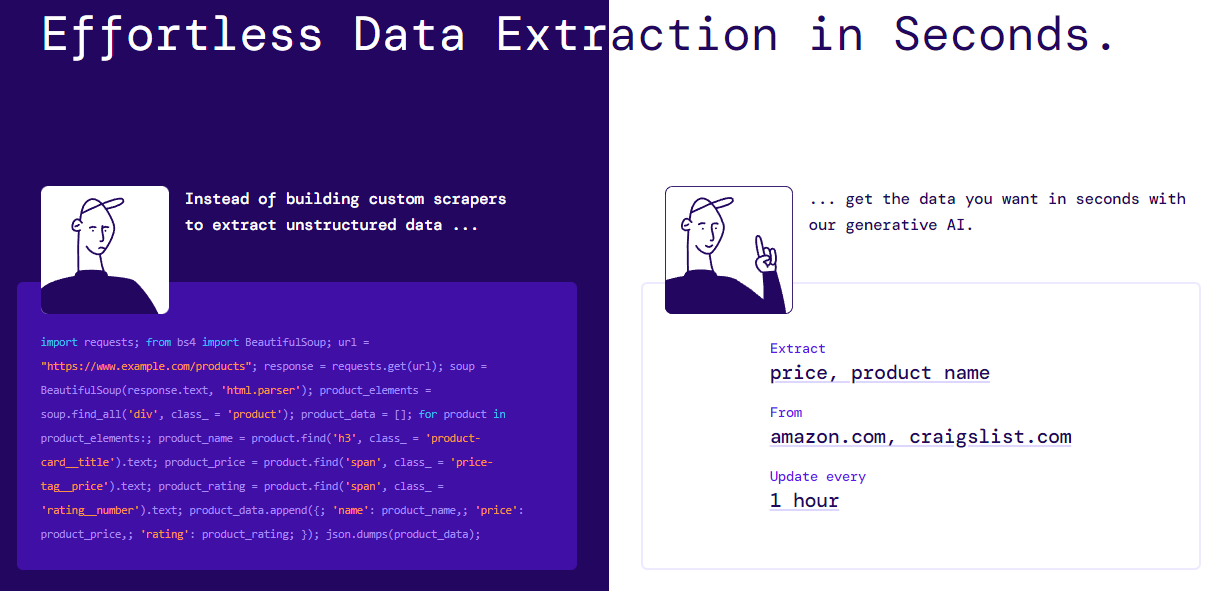 Effortless Data Extraction in Seconds.
Instead of building custom scrapers
to extract unstructured data ...
import requests; from bs4 import BeautifulSoup; url =
"https://www.example.com/products"; response = requests.get(url); soup =
BeautifulSoup(response.text, 'html.parser'); product_elements =
soup.find_all('div', class_ = 'product'); product_data = []; for product in
product_elements:; product_name = product.find('h3', class_ = 'product-
card__title').text; product_price = product.find('span', class_ = 'price-
tag__price').text; product_rating = product.find('span', class_ =
'rating__number').text; product_data.append({; 'name': product_name,; 'price':
product_price,; 'rating': product_rating; }); json.dumps(product_data);
... get the data you want in seconds with
our generative AI.
Extract
price, product name
From
amazon.com, craigslist.com
Update every
1 hour